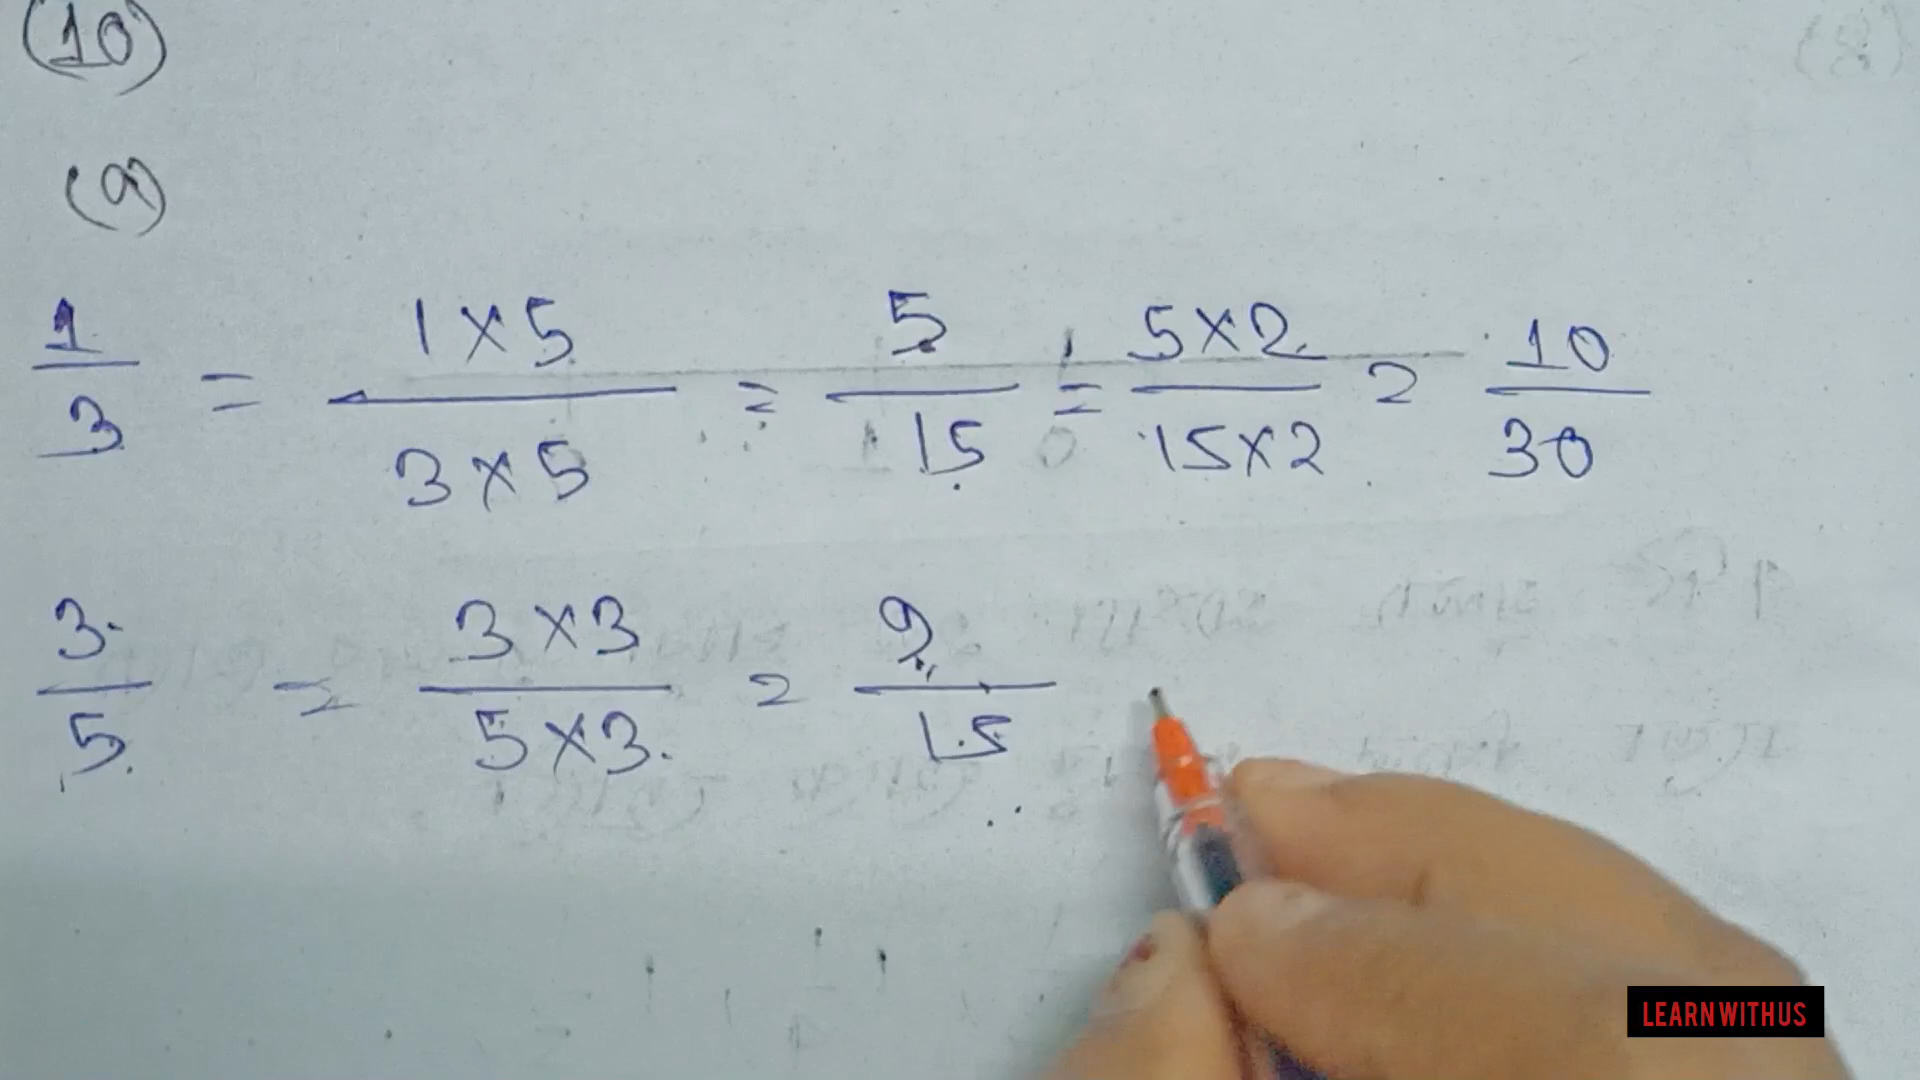 (10)
(a)
1/3 = 1×5/3×5 = 5/15 = 5×2/15×2 = 10/30
3/5 = 3×3/5×3 = 9/15
LEARN WITH US